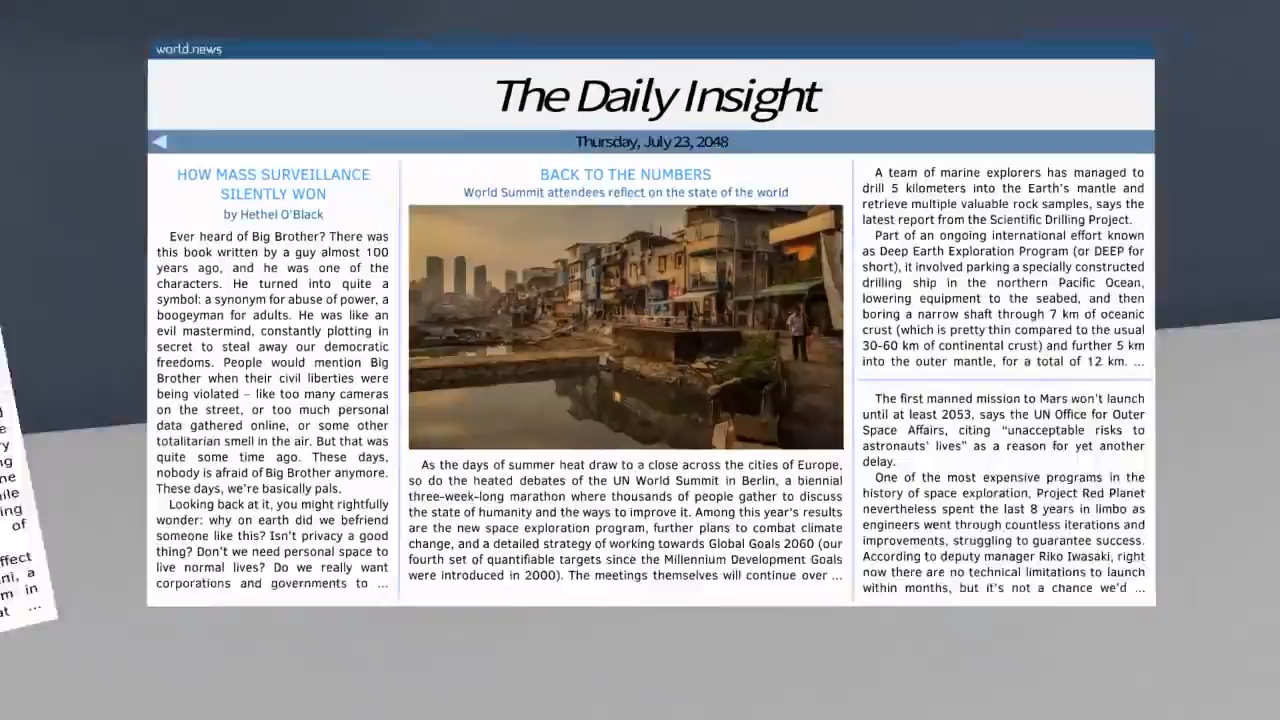 world.news
The Daily Insight
Thursday, July 23, 2048
HOW MASS SURVEILLANCE
SILENTLY WON
by Hethel O'Black
Ever heard of Big Brother? There was
this book written by a guy almost 100
years ago, and he was one of the
characters. He turned into quite a
symbol: a synonym for abuse of power, a
boogeyman for adults. He was like an
evil mastermind, constantly plotting in
secret to steal away our democratic
freedoms. People would mention Big
Brother when their civil liberties were
being violated – like too many cameras
on the street, or too much personal
data gathered online, or some other
totalitarian smell in the air. But that was
quite some time ago. These days,
nobody is afraid of Big Brother anymore.
These days, we're basically pals.
Looking back at it, you might rightfully
wonder: why on earth did we befriend
someone like this? Isn't privacy a good
thing? Don't we need personal space to
live normal lives? Do we really want
corporations and governments to ...
BACK TO THE NUMBERS
World Summit attendees reflect on the state of the world
As the days of summer heat draw to a close across the cities of Europe,
so do the heated debates of the UN World Summit in Berlin, a biennial
three-week-long marathon where thousands of people gather to discuss
the state of humanity and the ways to improve it. Among this year's results
are the new space exploration program, further plans to combat climate
change, and a detailed strategy of working towards Global Goals 2060 (our
fourth set of quantifiable targets since the Millennium Development Goals
were introduced in 2000). The meetings themselves will continue over ...
A team of marine explorers has managed to
drill 5 kilometers into the Earth's mantle and
retrieve multiple valuable rock samples, says the
latest report from the Scientific Drilling Project.
Part of an ongoing international effort known
as Deep Earth Exploration Program (or DEEP for
short), it involved parking a specially constructed
drilling ship in the northern Pacific Ocean,
lowering equipment to the seabed, and then
boring a narrow shaft through 7 km of oceanic
crust (which is pretty thin compared to the usual
30-60 km of continental crust) and further 5 km
into the outer mantle, for a total of 12 km. ...
The first manned mission to Mars won't launch
until at least 2053, says the UN Office for Outer
Space Affairs, citing "unacceptable risks to
astronauts' lives" as a reason for yet another
delay.
One of the most expensive programs in the
history of space exploration, Project Red Planet
nevertheless spent the last 8 years in limbo as
engineers went through countless iterations and
improvements, struggling to guarantee success.
According to deputy manager Riko Iwasaki, right
now there are no technical limitations to launch
within months, but it's not a chance we'd ...